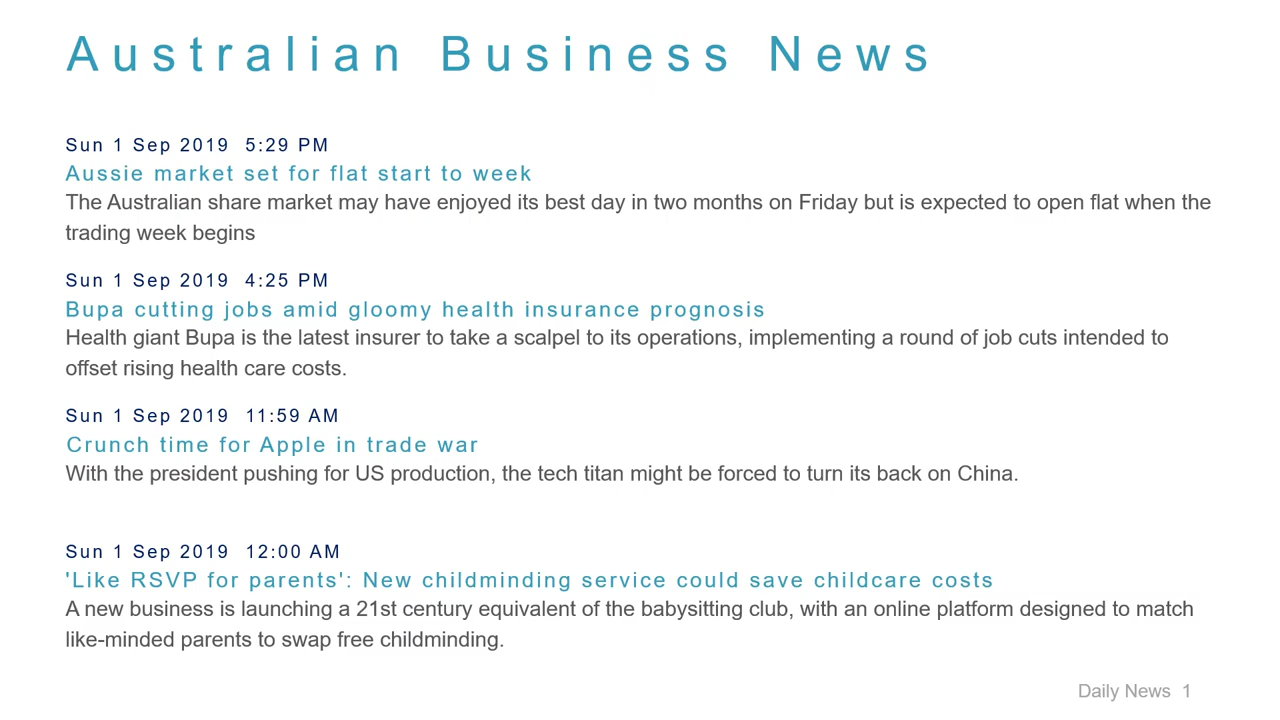 Australian Business News
Sun 1 Sep 2019 5:29 PM
Aussie market set for flat start to week
The Australian share market may have enjoyed its best day in two months on Friday but is expected to open flat when the
trading week begins
Sun 1 Sep 2019 4:25 PM
Bupa cutting jobs amid gloomy health insurance prognosis
Health giant Bupa is the latest insurer to take a scalpel to its operations, implementing a round of job cuts intended to
offset rising health care costs.
Sun 1 Sep 2019 11:59 AM
Crunch time for Apple in trade war
With the president pushing for US production, the tech titan might be forced to turn its back on China.
Sun 1 Sep 2019 12:00 AM
'Like RSVP for parents': New childminding service could save childcare costs
A new business is launching a 21st century equivalent of the babysitting club, with an online platform designed to match
like-minded parents to swap free childminding.
Daily News 1